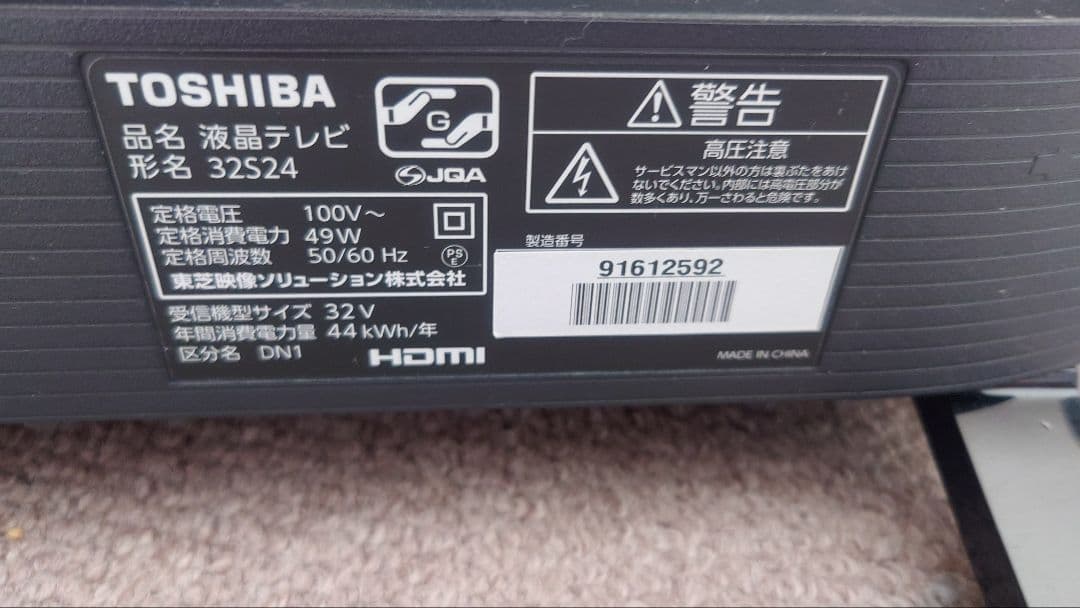 TOSHIBA
品名 液晶テレビ
形名 32S24
G
JQA
定格電圧 100V～
定格消費電力 49W
定格周波数 50/60 Hz
PS
E
東芝映像ソリューション株式会社
受信機型サイズ 32V
年間消費電力量 44kWh/年
区分名 DN1
HDMI
警告
高圧注意
サービスマン以外の方は裏ぶたをあけ
ないでください。内部には高電圧部分が
数多くあり、万一さわると危険です。
製造番号
91612592
MADE IN CHINA